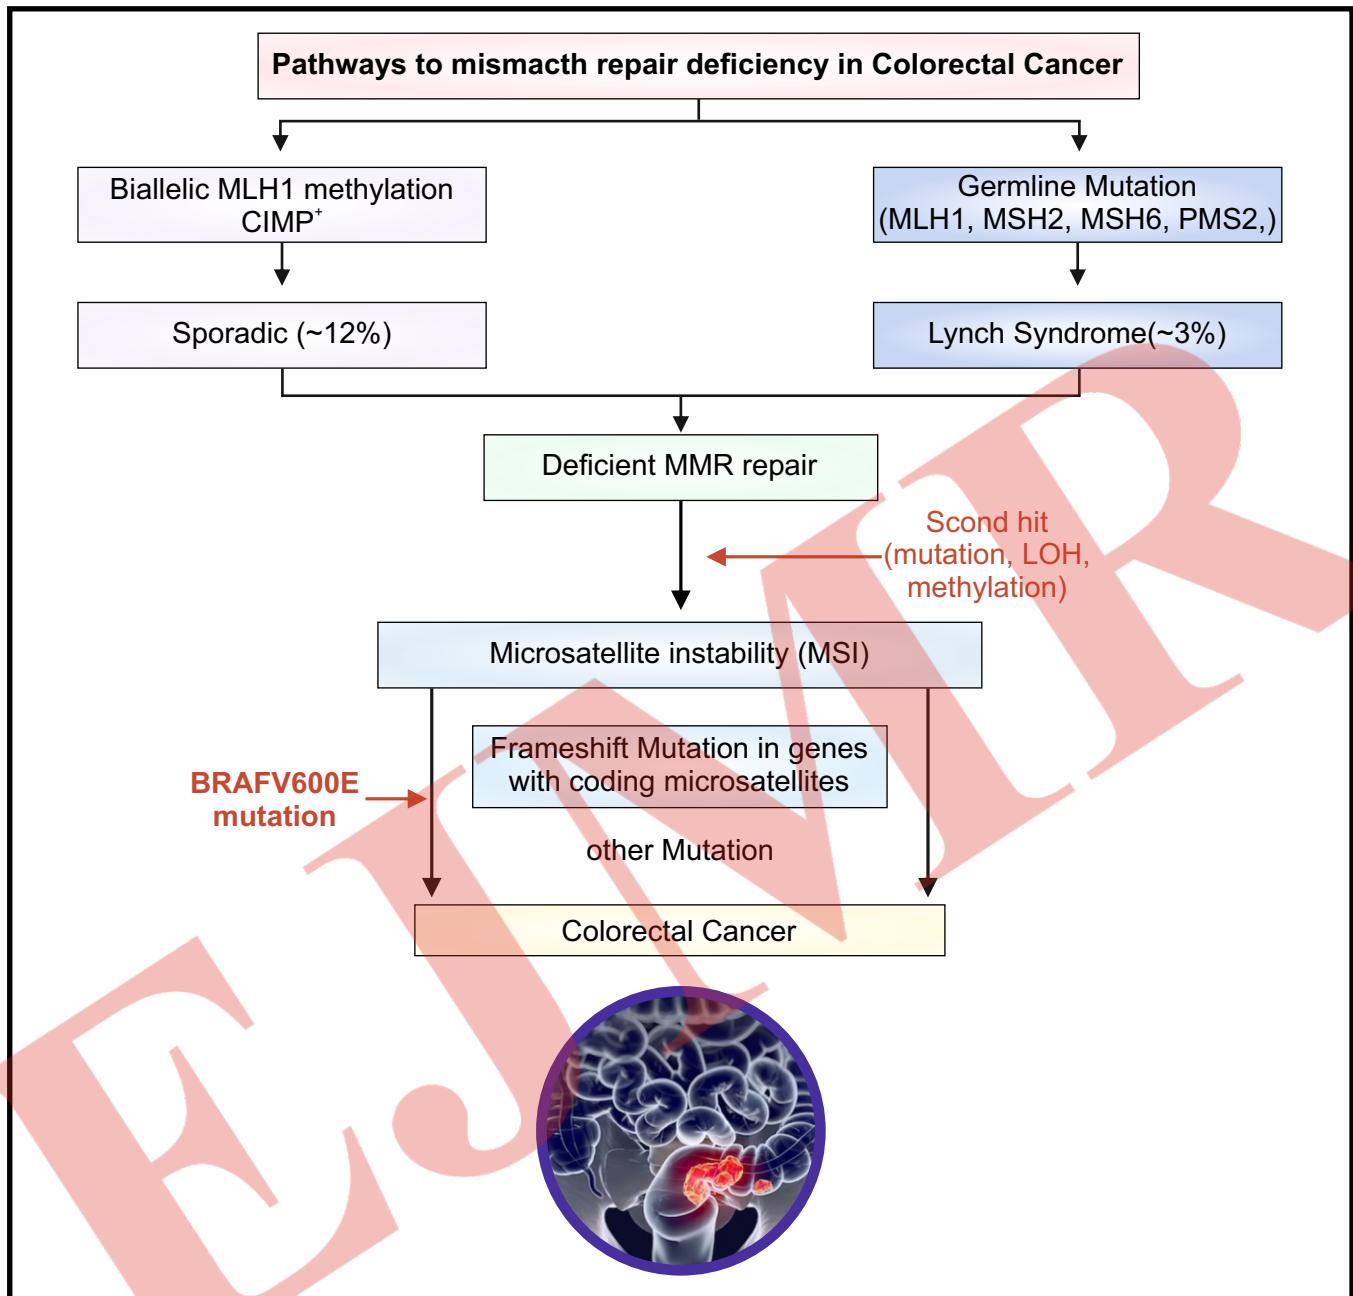 Pathways to mismacth repair deficiency in Colorectal Cancer
Biallelic MLH1 methylation
CIMP⁺
Germline Mutation
(MLH1, MSH2, MSH6, PMS2,)
Sporadic (~12%)
Lynch Syndrome(~3%)
Deficient MMR repair
Scond hit
(mutation, LOH,
methylation)
Microsatellite instability (MSI)
Frameshift Mutation in genes
with coding microsatellites
BRAFV600E
mutation
other Mutation
Colorectal Cancer
EJMR